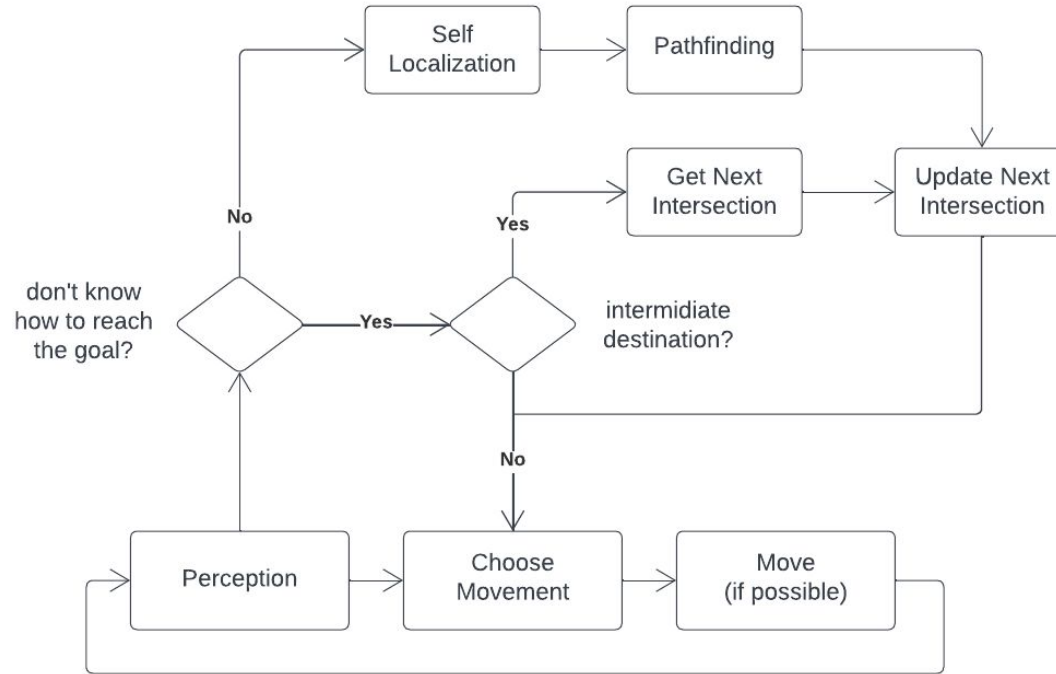 Self
Localization
Pathfinding
Get Next
Intersection
Update Next
Intersection
No
Yes
don't know
how to reach
the goal?
Yes
intermidiate
destination?
No
Perception
Choose
Movement
Move
(if possible)